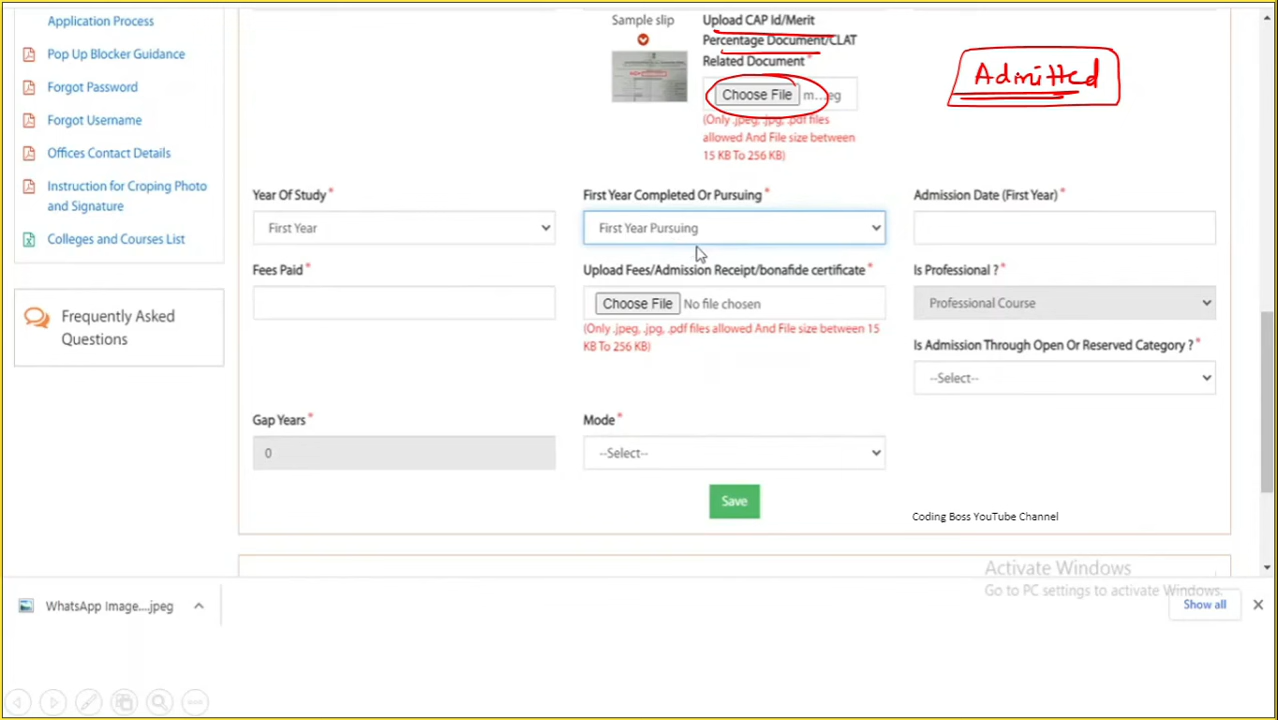 Application Process
Pop Up Blocker Guidance
Forgot Password
Forgot Username
Offices Contact Details
Instruction for Croping Photo
and Signature
Colleges and Courses List
Frequently Asked
Questions
Sample slip
Upload CAP Id/Merit
Percentage Document/CLAT
Related Document *
Choose File m...eg
(Only .jpeg, .jpg, .pdf files
allowed And File size between
15 KB To 256 KB)
Admitted
Year Of Study *
First Year
First Year Completed Or Pursuing *
First Year Pursuing
Admission Date (First Year) *
Fees Paid *
Upload Fees/Admission Receipt/bonafide certificate *
Choose File No file chosen
(Only .jpeg, .jpg, .pdf files allowed And File size between 15
KB To 256 KB)
Is Professional ? *
Professional Course
Is Admission Through Open Or Reserved Category ? *
--Select--
Gap Years *
0
Mode *
--Select--
Save
Coding Boss YouTube Channel
Activate Windows
Go to PC settings to activate Windows.
WhatsApp Image....jpeg
Show all